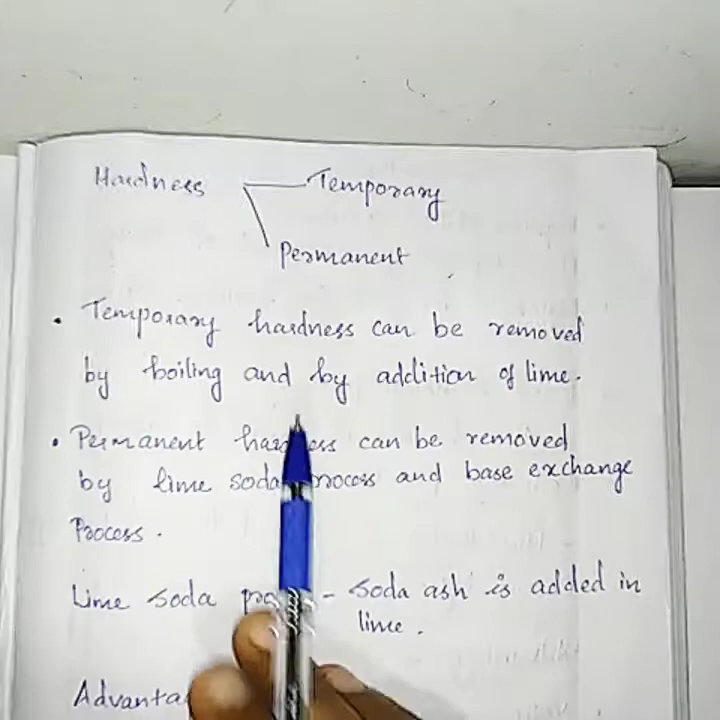 Hardness Temporary
Permanent
• Temporary hardness can be removed
by boiling and by addition of lime.
• Permanent hardness can be removed
by lime soda process and base exchange
Process.
Lime soda - soda ash is added in
lime.